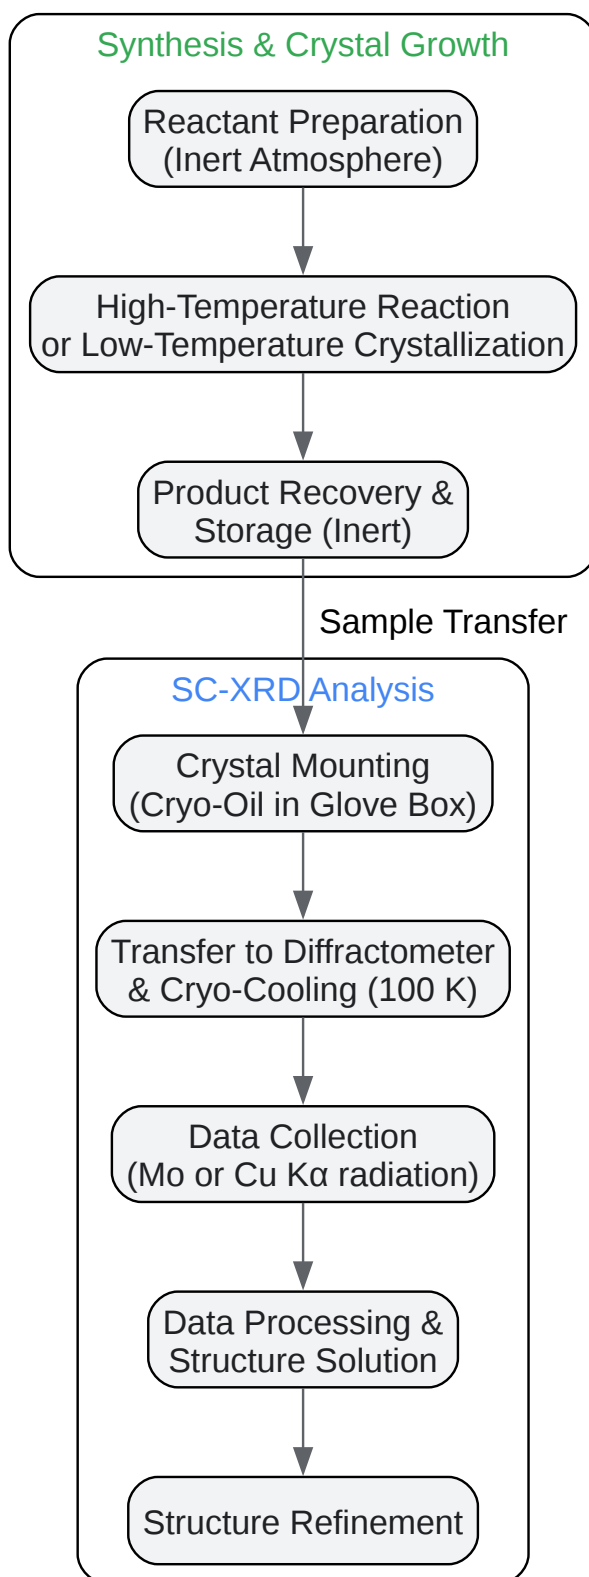 Synthesis & Crystal Growth
Reactant Preparation
(Inert Atmosphere)
High-Temperature Reaction
or Low-Temperature Crystallization
Product Recovery &
Storage (Inert)
Sample Transfer
SC-XRD Analysis
Crystal Mounting
(Cryo-Oil in Glove Box)
Transfer to Diffractometer
& Cryo-Cooling (100 K)
Data Collection
(Mo or Cu Kα radiation)
Data Processing &
Structure Solution
Structure Refinement